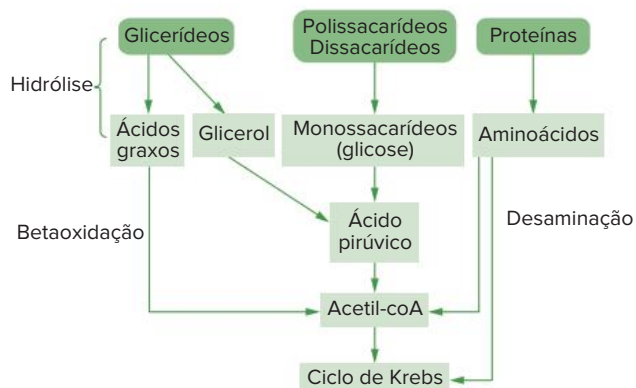 Glicerídeos
Polissacarídeos
Dissacarídeos
Proteínas
Hidrólise
Ácidos
graxos
Glicerol
Monossacarídeos
(glicose)
Aminoácidos
Betaoxidação
Ácido
pirúvico
Desaminação
Acetil-coA
Ciclo de Krebs